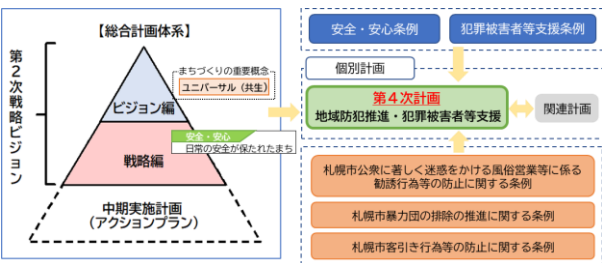 【総合計画体系】
第2次戦略ビジョン
まちづくりの重要概念
ユニバーサル（共生）
ビジョン編
安全・安心
日常の安全が保たれたまち
戦略編
中期実施計画
（アクションプラン）
安全・安心条例
犯罪被害者等支援条例
個別計画
第４次計画
地域防犯推進・犯罪被害者等支援
関連計画
札幌市公衆に著しく迷惑をかける風俗営業等に係る
勧誘行為等の防止に関する条例
札幌市暴力団の排除の推進に関する条例
札幌市客引き行為等の防止に関する条例